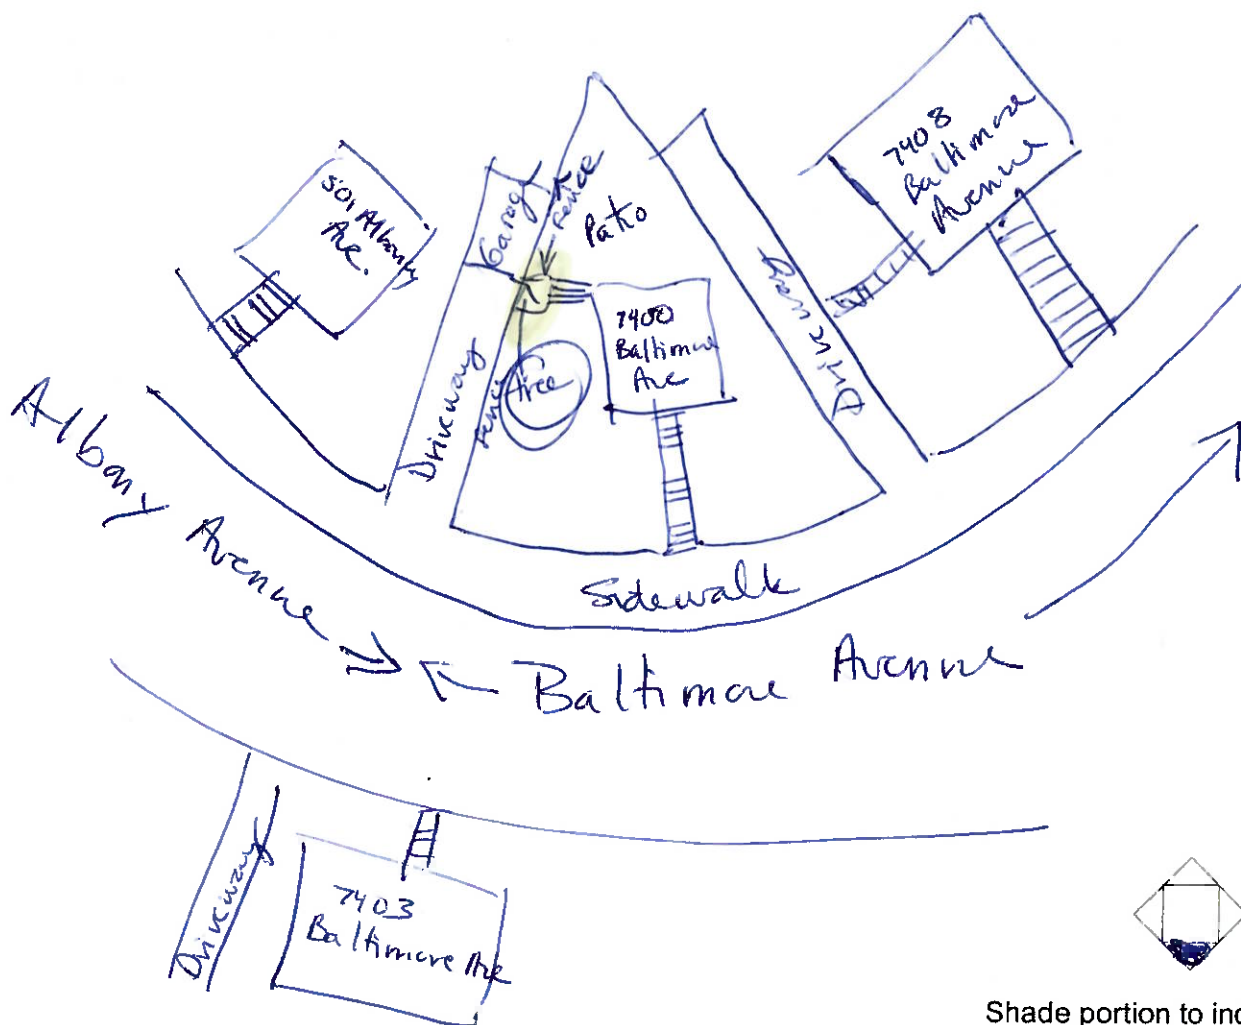 7408
Baltimore
Avenue
501 Albany
Ave.
Garage
Fence
Patio
Driveway
7400
Baltimore
Ave
Driveway
Fence
Tree
Albany Avenue
Sidewalk
Baltimore Avenue
Driveway
7403
Baltimore Ave
Shade portion to ind